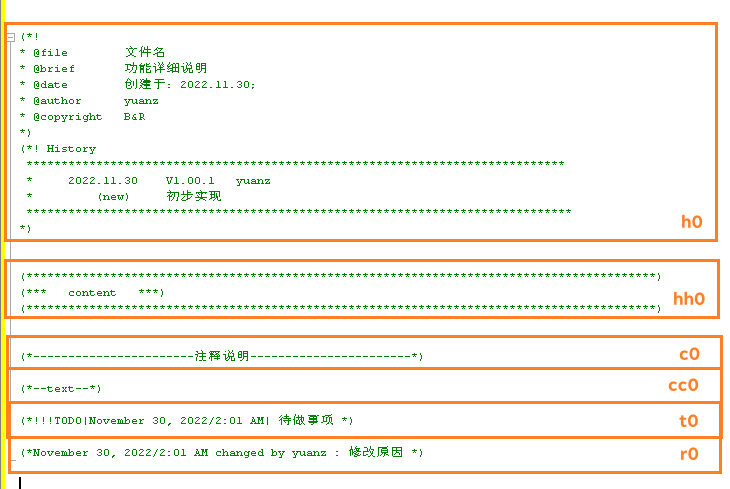 (*!
* @file 文件名
* @brief 功能详细说明
* @date 创建于: 2022.11.30;
* @author yuanz
* @copyright B&R
*)
(*! History
*****************************************************************************
* 2022.11.30 V1.00.1 yuanz
* (new) 初步实现
******************************************************************************
*)
h0
(******************************************************************************************)
(*** content ***)
(******************************************************************************************)
hh0
(*-----------------------注释说明-----------------------*)
c0
(*--text--*)
cc0
(*!!!TODO|November 30, 2022/2:01 AM| 待做事项 *)
t0
(*November 30, 2022/2:01 AM changed by yuanz : 修改原因 *)
r0